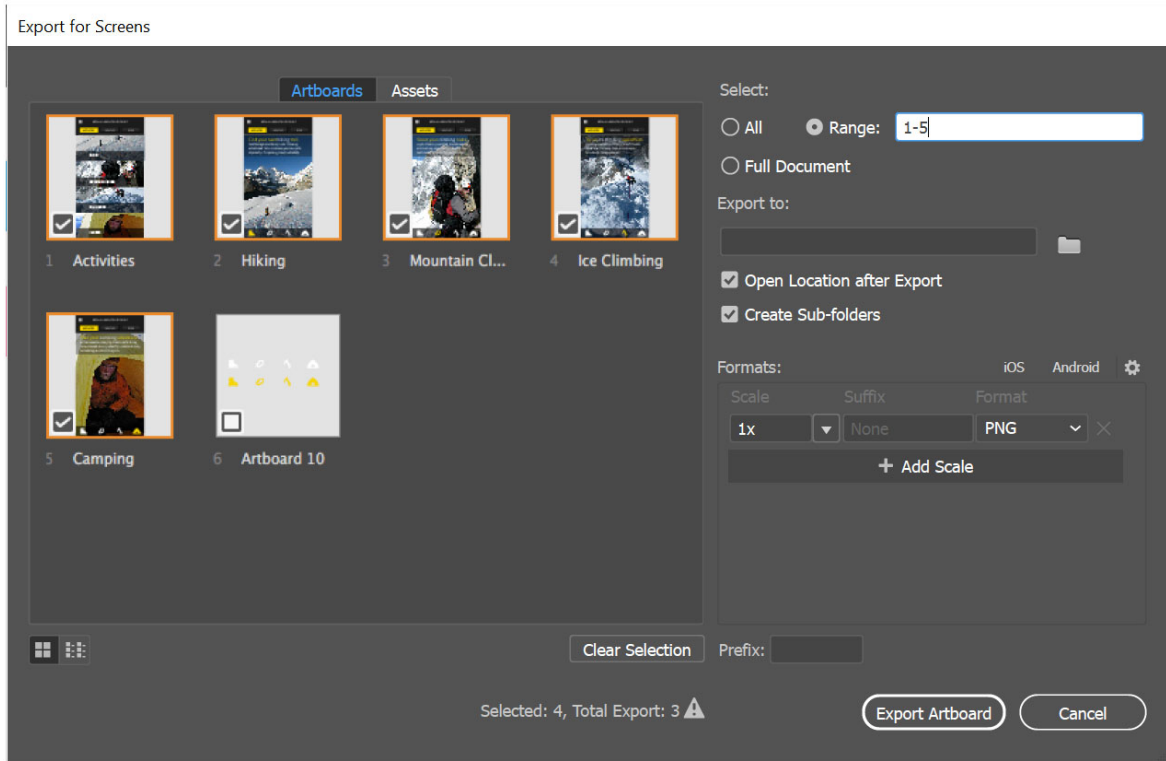 Export for Screens
Artboards Assets
1 Activities
2 Hiking
3 Mountain Cl...
4 Ice Climbing
5 Camping
6 Artboard 10
Clear Selection
Selected: 4, Total Export: 3
Select:
All Range: 1-5
Full Document
Export to:
Open Location after Export
Create Sub-folders
Formats: iOS Android
Scale Suffix Format
1x None PNG
+ Add Scale
Prefix:
Export Artboard Cancel